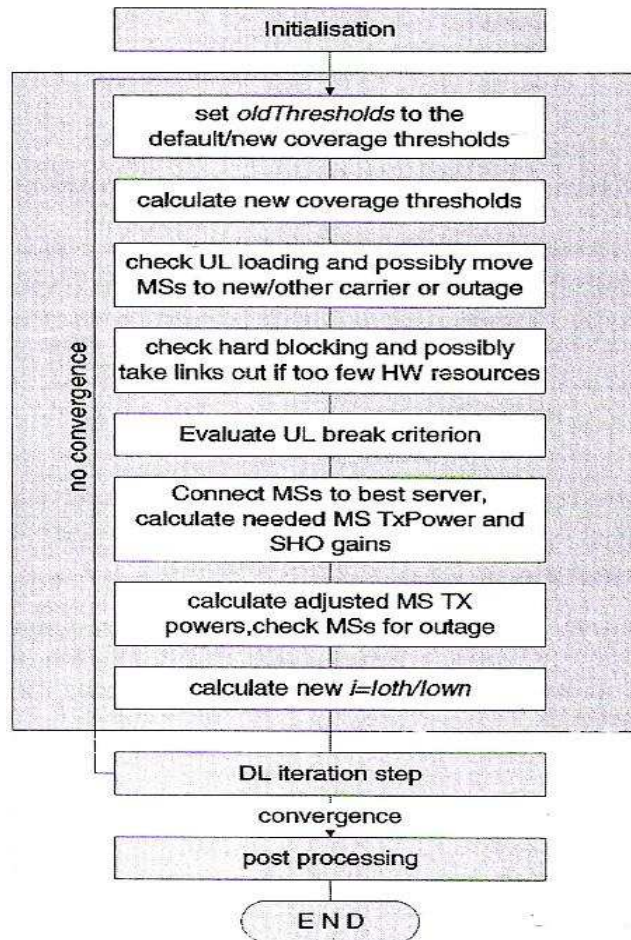 Initialisation
set oldThresholds to the
default/new coverage thresholds
calculate new coverage thresholds
check UL loading and possibly move
MSs to new/other carrier or outage
check hard blocking and possibly
take links out if too few HW resources
Evaluate UL break criterion
Connect MSs to best server,
calculate needed MS TxPower and
SHO gains
calculate adjusted MS TX
powers,check MSs for outage
calculate new i=Ioth/Iown
no convergence
DL iteration step
convergence
post processing
END